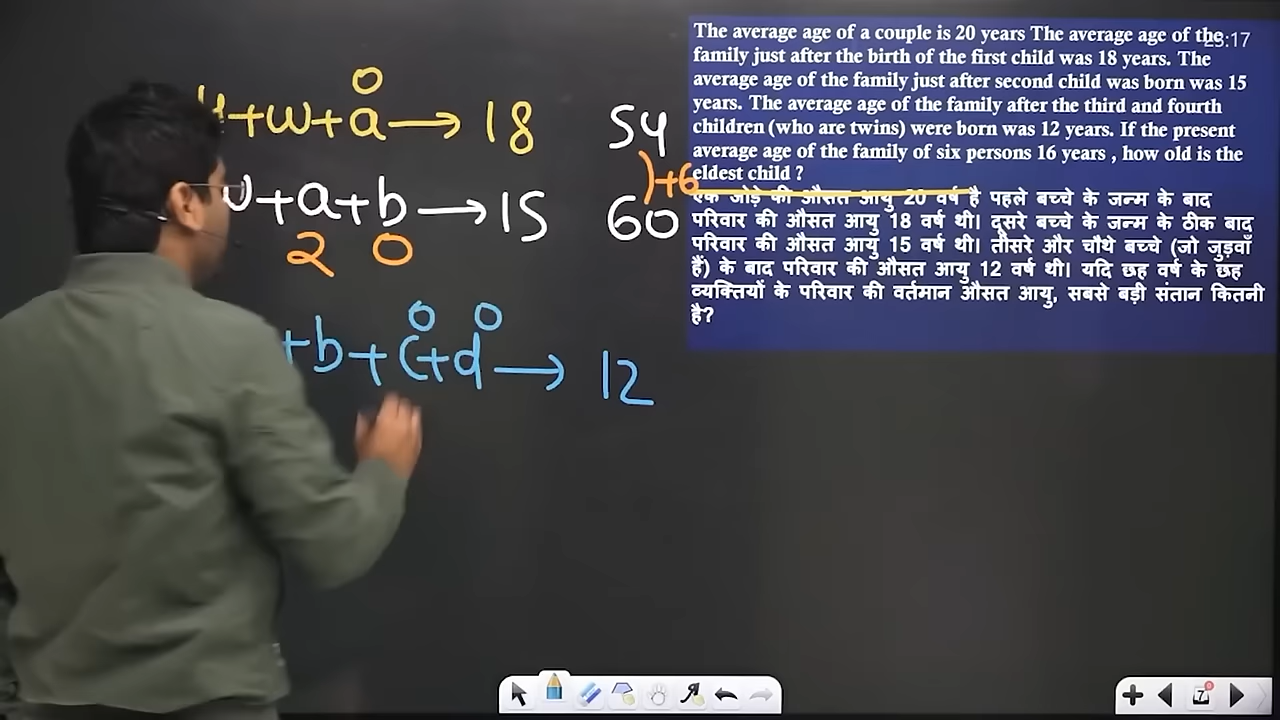 O
+w+a→18
54
)+6
w+a+b→15
60
2 O
O O
+b+c+d→12
The average age of a couple is 20 years The average age of the
23:17
family just after the birth of the first child was 18 years. The
average age of the family just after second child was born was 15
years. The average age of the family after the third and fourth
children (who are twins) were born was 12 years. If the present
average age of the family of six persons 16 years , how old is the
eldest child ?
एक जोड़े की औसत आयु 20 वर्ष है पहले बच्चे के जन्म के बाद
परिवार की औसत आयु 18 वर्ष थी। दूसरे बच्चे के जन्म के ठीक बाद
परिवार की औसत आयु 15 वर्ष थी। तीसरे और चौथे बच्चे (जो जुड़वाँ
हैं) के बाद परिवार की औसत आयु 12 वर्ष थी। यदि छह वर्ष के छह
व्यक्तियों के परिवार की वर्तमान औसत आयु, सबसे बड़ी संतान कितनी
है?
7